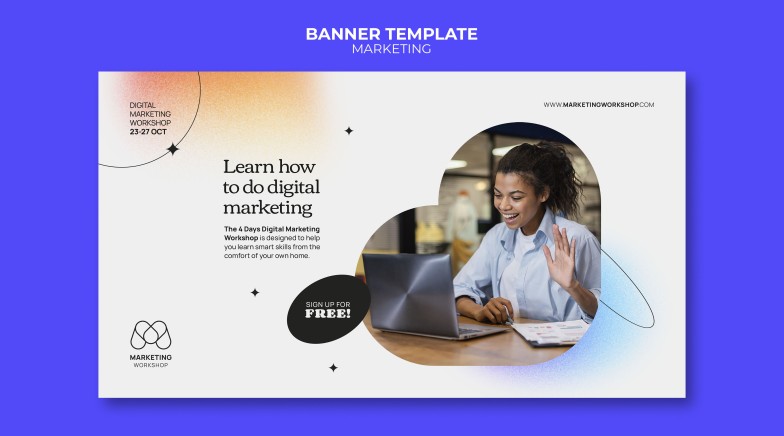 BANNER TEMPLATE
MARKETING
DIGITAL
MARKETING
WORKSHOP
23-27 OCT
WWW.MARKETINGWORKSHOP.COM
Learn how
to do digital
marketing
The 4 Days Digital Marketing
Workshop is designed to help
you learn smart skills from the
comfort of your own home.
SIGN UP FOR
FREE!
MARKETING
WORKSHOP